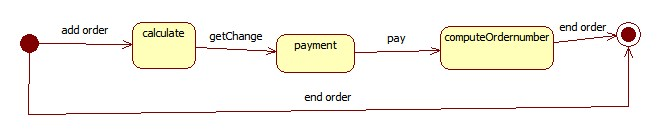 add order
calculate
getChange
payment
pay
computeOrdernumber
end order
end order